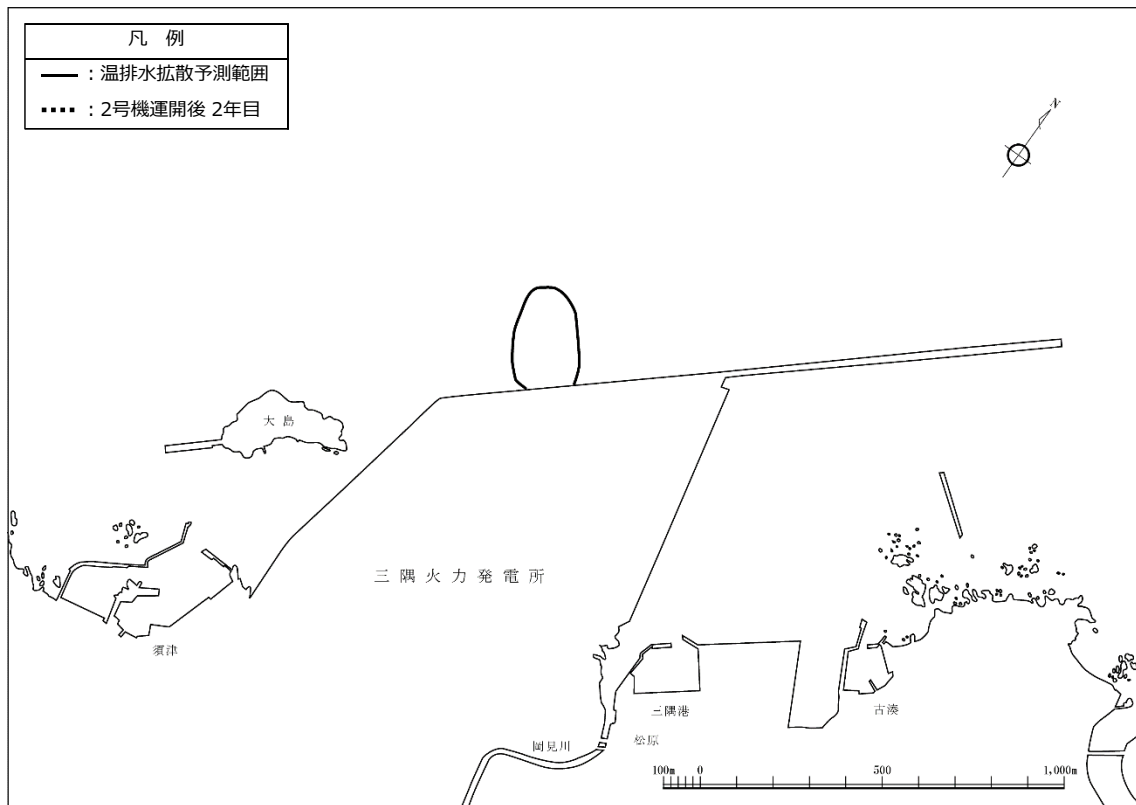 凡 例
：温排水拡散予測範囲
：2号機運開後 2年目
N
大 島
三 隅 火 力 発 電 所
須津
三隅港
古湊
岡見川
松原
100m 0 500 1,000m